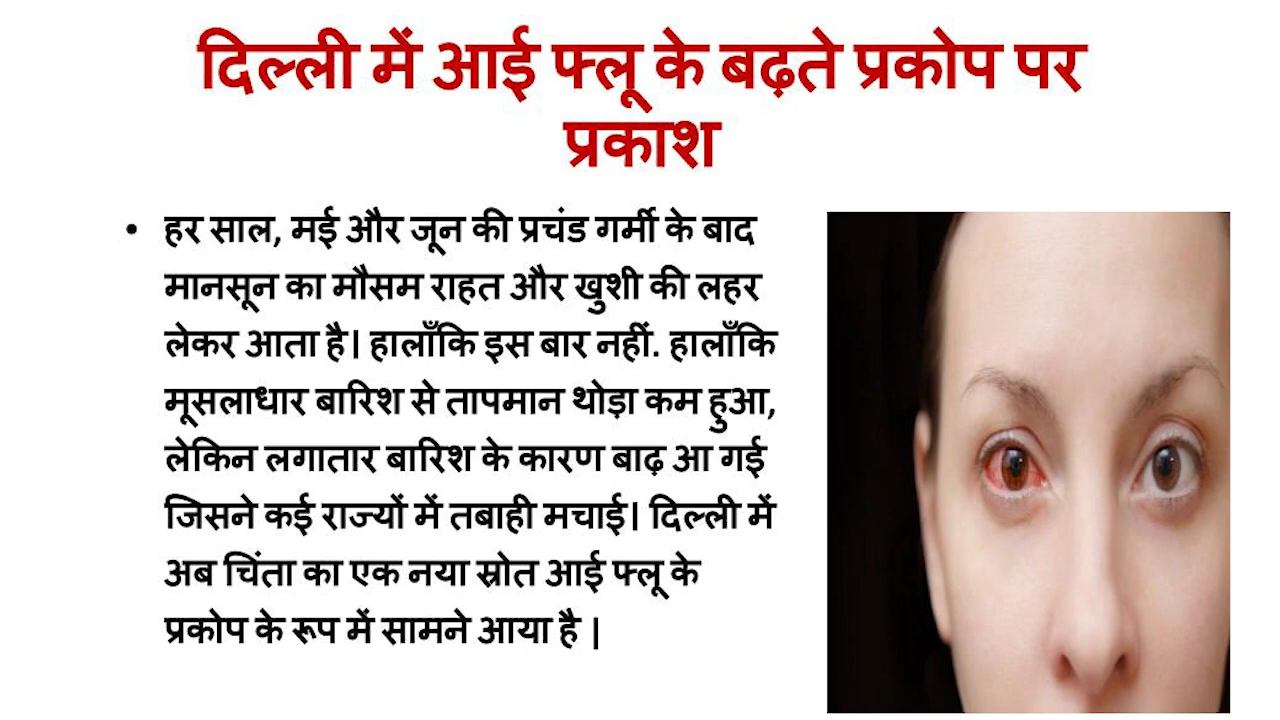 दिल्ली में आई फ्लू के बढ़ते प्रकोप पर
प्रकाश
• हर साल, मई और जून की प्रचंड गर्मी के बाद
मानसून का मौसम राहत और खुशी की लहर
लेकर आता है। हालाँकि इस बार नहीं. हालाँकि
मूसलाधार बारिश से तापमान थोड़ा कम हुआ,
लेकिन लगातार बारिश के कारण बाढ़ आ गई
जिसने कई राज्यों में तबाही मचाई। दिल्ली में
अब चिंता का एक नया स्रोत आई फ्लू के
प्रकोप के रूप में सामने आया है |